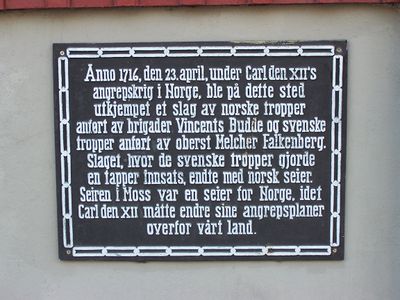 Anno 1716, den 23. april, under Carl den XII's
angrepskrig i Norge, ble på dette sted
utkjempet et slag av norske tropper
anført av brigader Vincents Budde og svenske
tropper anført av oberst Melcher Falkenberg.
Slaget, hvor de svenske tropper gjorde
en tapper innsats, endte med norsk seier.
Seiren i Moss var en seier for Norge, idet
Carl den XII måtte endre sine angrepsplaner
overfor vårt land.